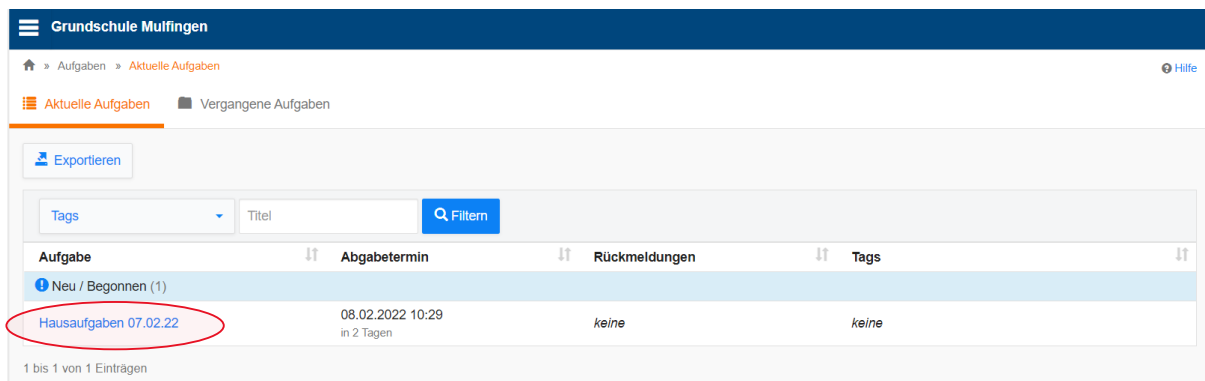 Grundschule Mulfingen
» Aufgaben » Aktuelle Aufgaben
Hilfe
Aktuelle Aufgaben Vergangene Aufgaben
Exportieren
Tags Titel Filtern
Aufgabe Abgabetermin Rückmeldungen Tags
Neu / Begonnen (1)
Hausaufgaben 07.02.22 08.02.2022 10:29 keine keine
in 2 Tagen
1 bis 1 von 1 Einträgen